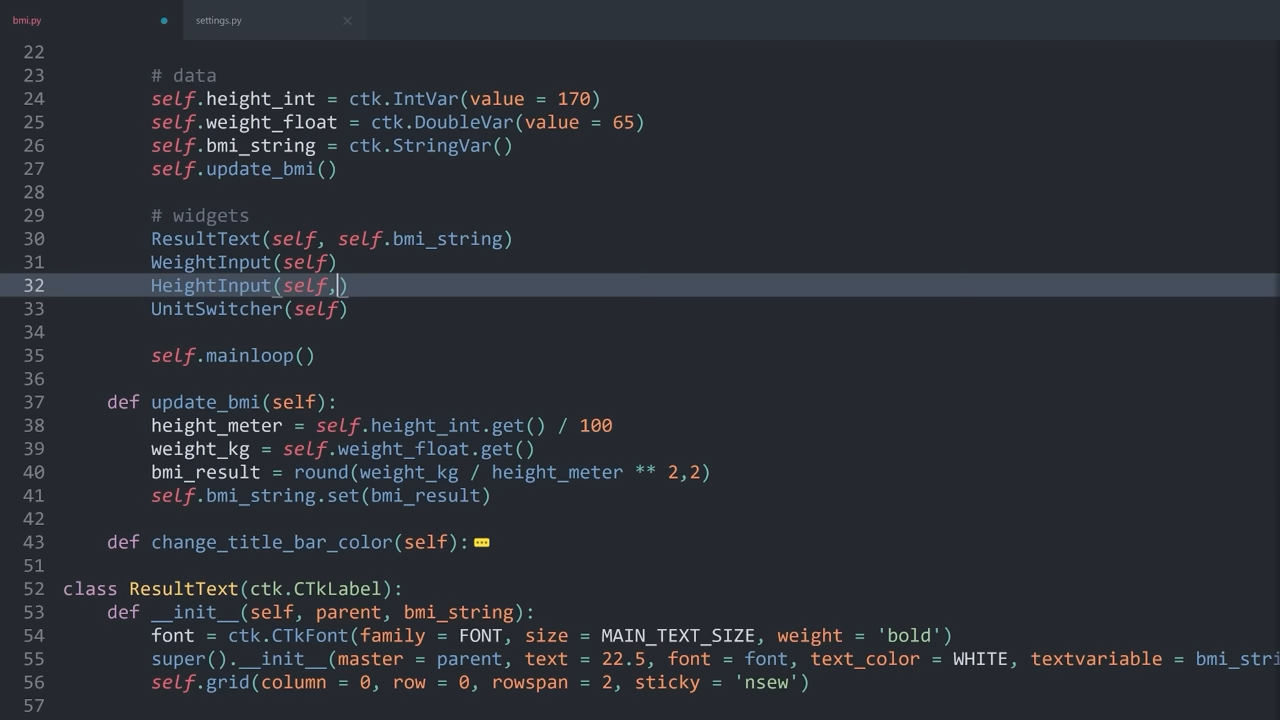 bmi.py
settings.py
22
23 # data
24 self.height_int = ctk.IntVar(value = 170)
25 self.weight_float = ctk.DoubleVar(value = 65)
26 self.bmi_string = ctk.StringVar()
27 self.update_bmi()
28
29 # widgets
30 ResultText(self, self.bmi_string)
31 WeightInput(self)
32 HeightInput(self,)
33 UnitSwitcher(self)
34
35 self.mainloop()
36
37 def update_bmi(self):
38 height_meter = self.height_int.get() / 100
39 weight_kg = self.weight_float.get()
40 bmi_result = round(weight_kg / height_meter ** 2,2)
41 self.bmi_string.set(bmi_result)
42
43 def change_title_bar_color(self):
51
52 class ResultText(ctk.CTkLabel):
53 def __init__(self, parent, bmi_string):
54 font = ctk.CTkFont(family = FONT, size = MAIN_TEXT_SIZE, weight = 'bold')
55 super().__init__(master = parent, text = 22.5, font = font, text_color = WHITE, textvariable = bmi_stri
56 self.grid(column = 0, row = 0, rowspan = 2, sticky = 'nsew')
57